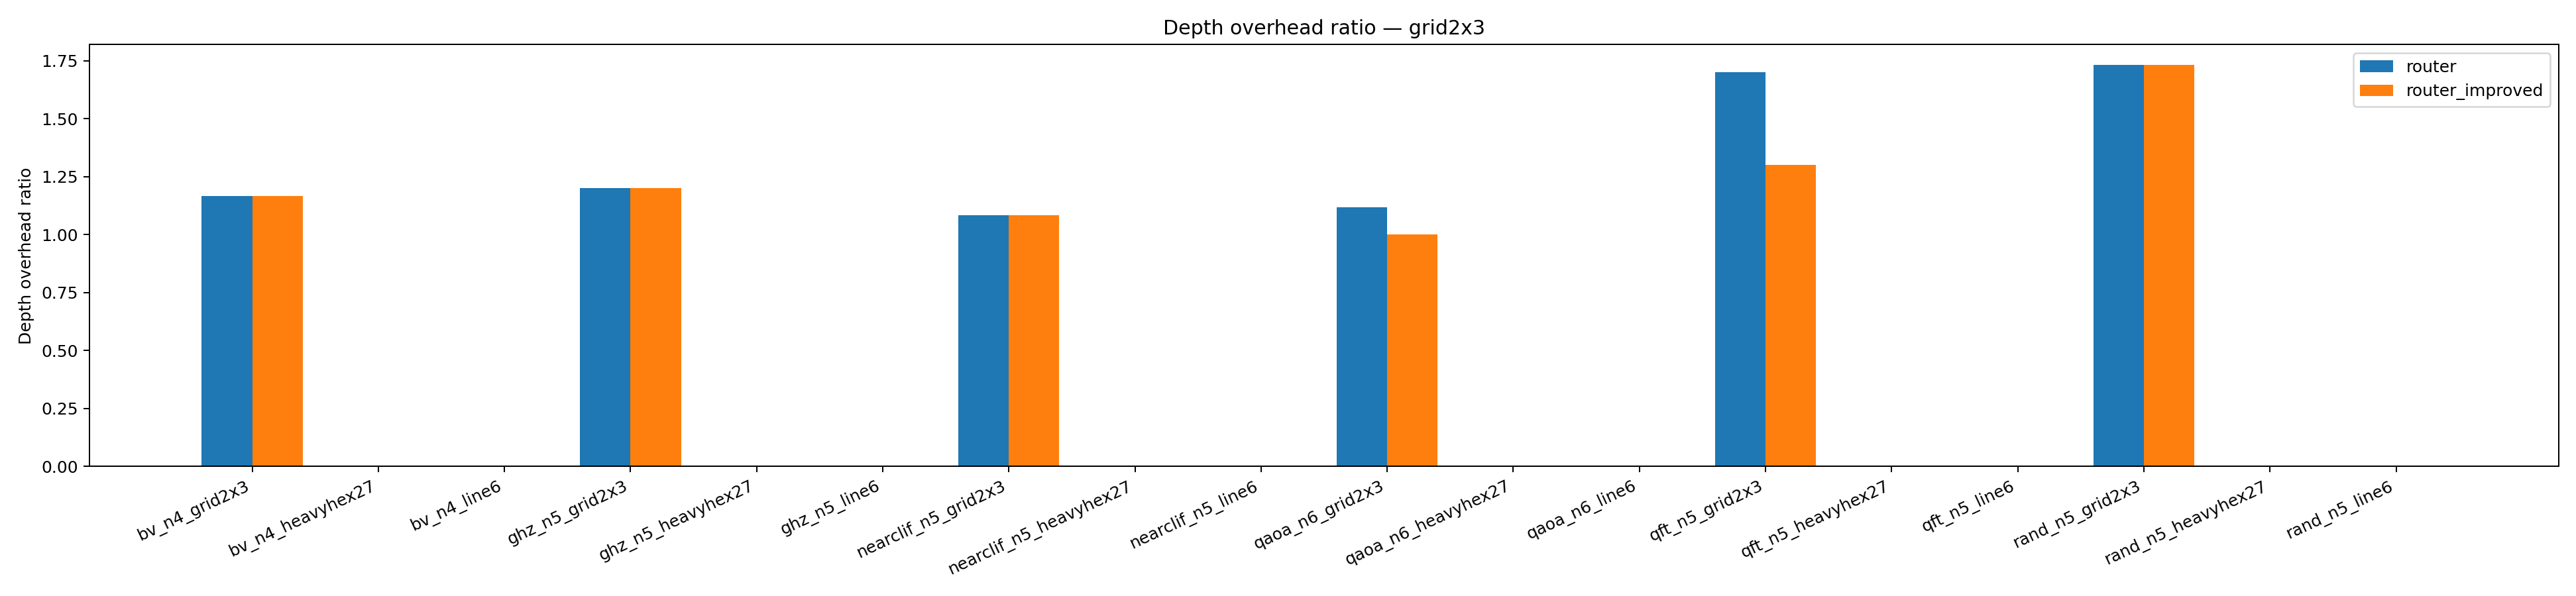 Depth overhead ratio — grid2x3
Depth overhead ratio
1.75
1.50
1.25
1.00
0.75
0.50
0.25
0.00
router
router_improved
bv_n4_grid2x3
bv_n4_heavyhex27
bv_n4_line6
ghz_n5_grid2x3
ghz_n5_heavyhex27
ghz_n5_line6
nearclif_n5_grid2x3
nearclif_n5_heavyhex27
nearclif_n5_line6
qaoa_n6_grid2x3
qaoa_n6_heavyhex27
qaoa_n6_line6
qft_n5_grid2x3
qft_n5_heavyhex27
qft_n5_line6
rand_n5_grid2x3
rand_n5_heavyhex27
rand_n5_line6